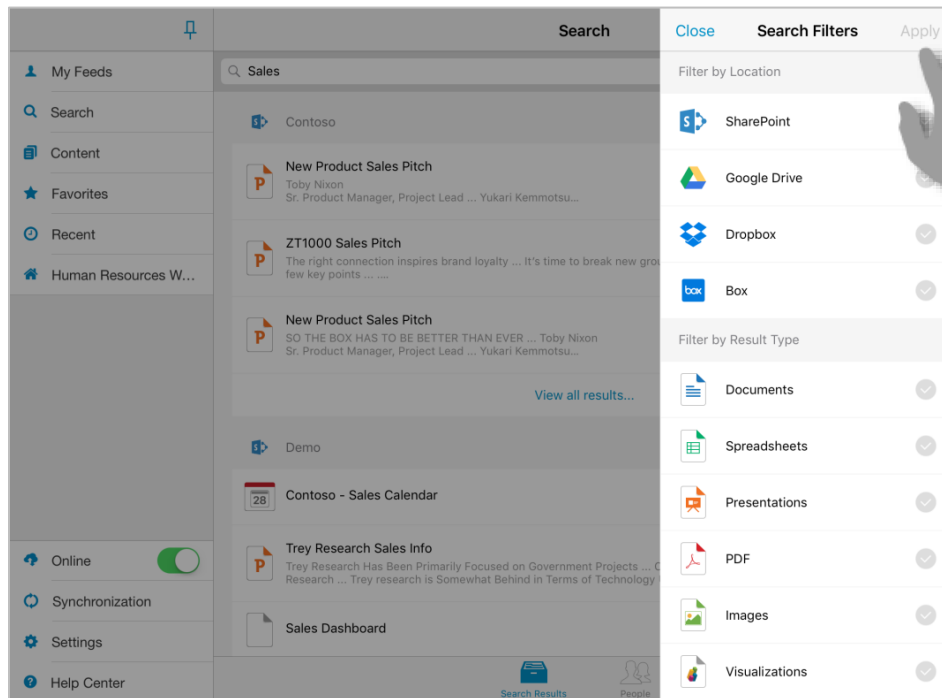 Search
Close
Search Filters
Apply
My Feeds
Search
Content
Favorites
Recent
Human Resources W...
Online
Synchronization
Settings
Help Center
Sales
Contoso
New Product Sales Pitch
Toby Nixon
Sr. Product Manager, Project Lead ... Yukari Kemmotsu...
ZT1000 Sales Pitch
The right connection inspires brand loyalty ... It's time to break new grou
few key points ... ....
New Product Sales Pitch
SO THE BOX HAS TO BE BETTER THAN EVER ... Toby Nixon
Sr. Product Manager, Project Lead ... Yukari Kemmotsu...
View all results...
Demo
28
Contoso - Sales Calendar
Trey Research Sales Info
Trey Research Has Been Primarily Focused on Government Projects ... C
Research ... Trey research is Somewhat Behind in Terms of Technology
Sales Dashboard
Search Results
People
Filter by Location
SharePoint
Google Drive
Dropbox
box
Box
Filter by Result Type
Documents
Spreadsheets
Presentations
PDF
Images
Visualizations